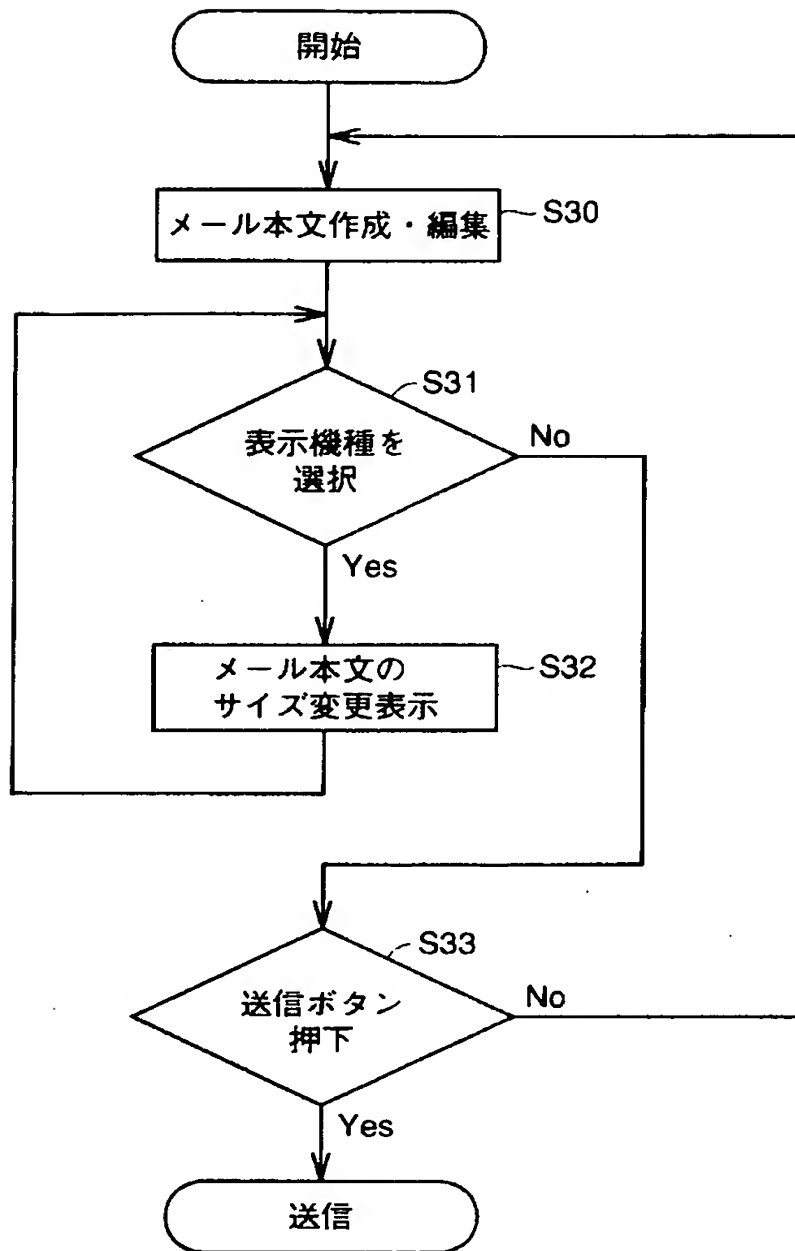 開始
メール本文作成・編集
S30
S31
表示機種を
選択
No
Yes
メール本文の
サイズ変更表示
S32
S33
送信ボタン
押下
No
Yes
送信